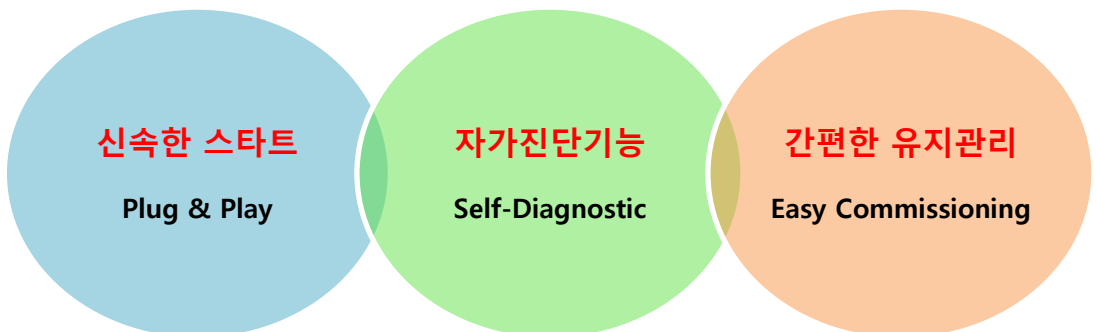 신속한 스타트
Plug & Play
자가진단기능
Self-Diagnostic
간편한 유지관리
Easy Commissioning